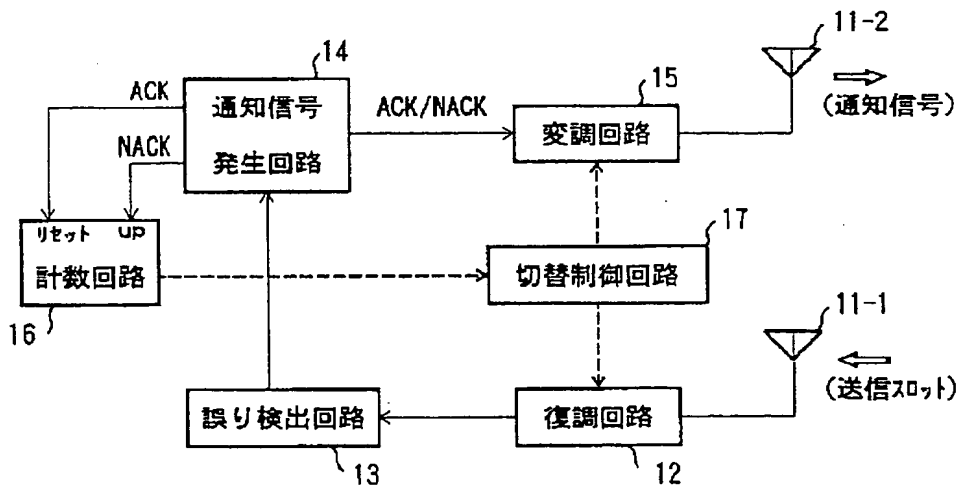 11-2
14
15
ACK
通知信号
発生回路
ACK/NACK
変調回路
(通知信号)
NACK
17
リセット up
計数回路
切替制御回路
16
11-1
(送信スロット)
誤り検出回路
復調回路
13
12